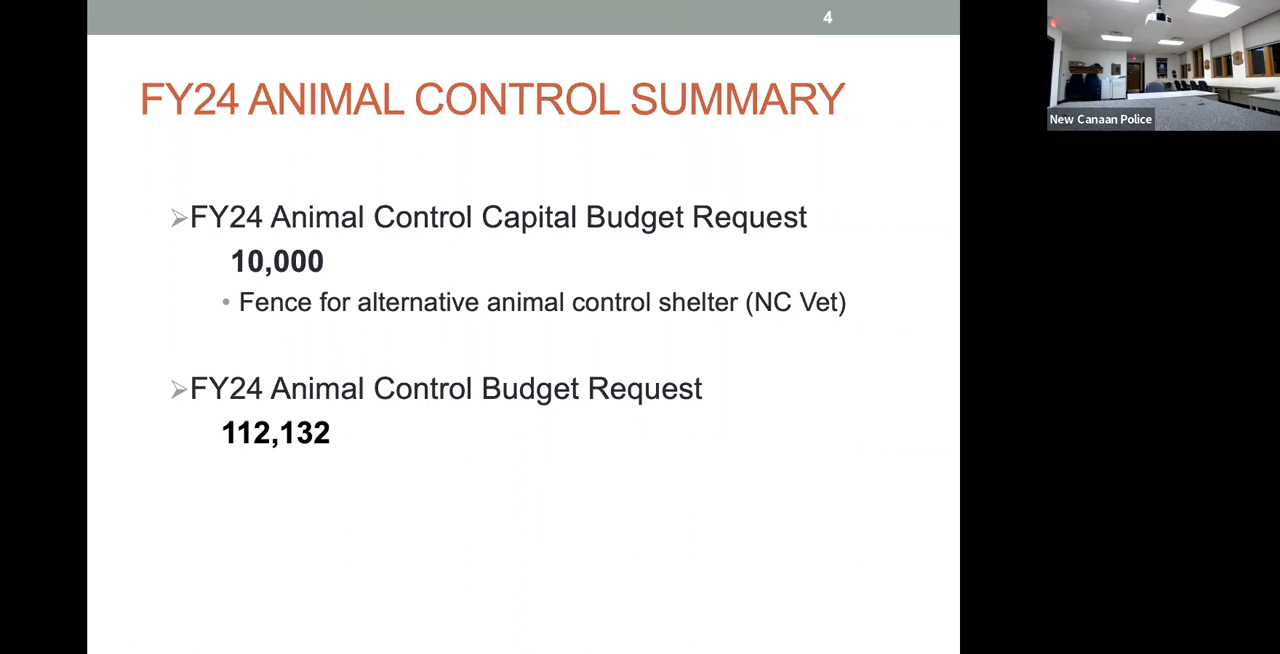 4
FY24 ANIMAL CONTROL SUMMARY
➢FY24 Animal Control Capital Budget Request
10,000
• Fence for alternative animal control shelter (NC Vet)
➢FY24 Animal Control Budget Request
112,132
New Canaan Police